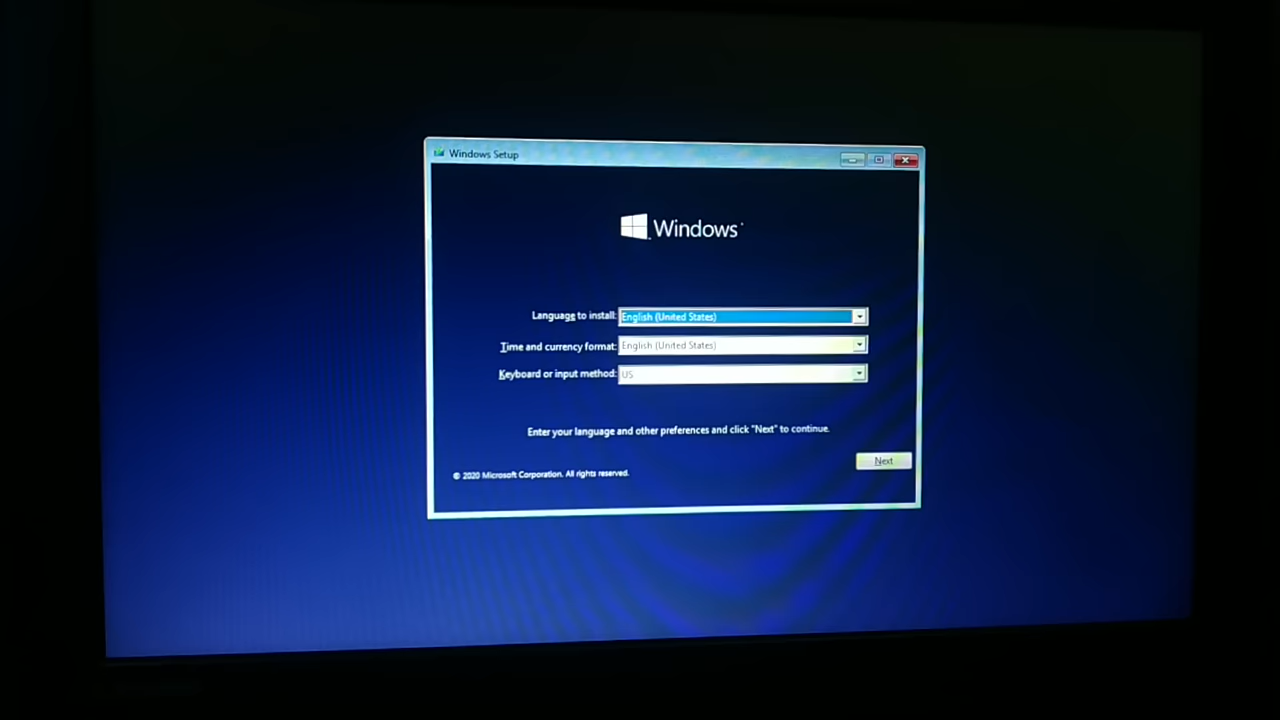 Windows Setup
Windows
Language to install: English (United States)
Time and currency format: English (United States)
Keyboard or input method: US
Enter your language and other preferences and click "Next" to continue.
Next
© 2020 Microsoft Corporation. All rights reserved.